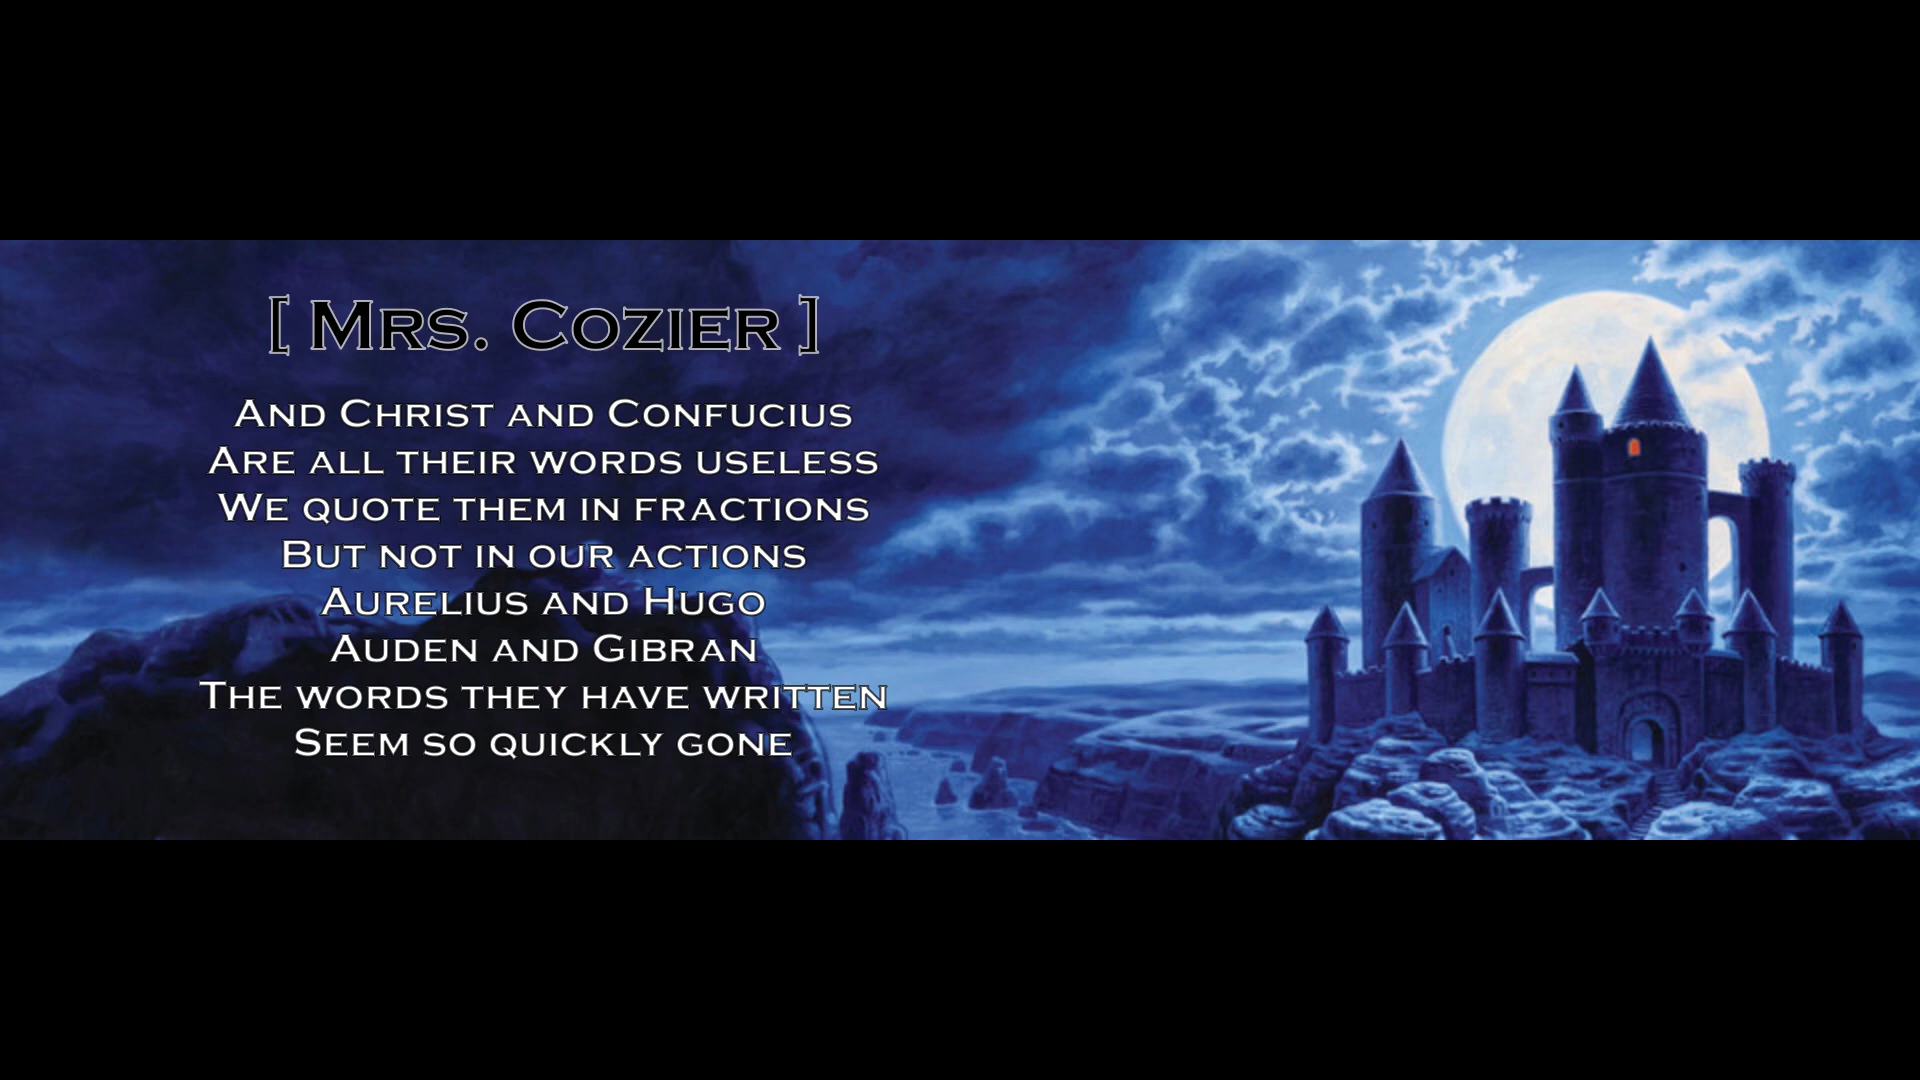 [ Mrs. Cozier ]
And Christ and Confucius
Are all their words useless
We quote them in fractions
But not in our actions
Aurelius and Hugo
Auden and Gibran
The words they have written
Seem so quickly gone